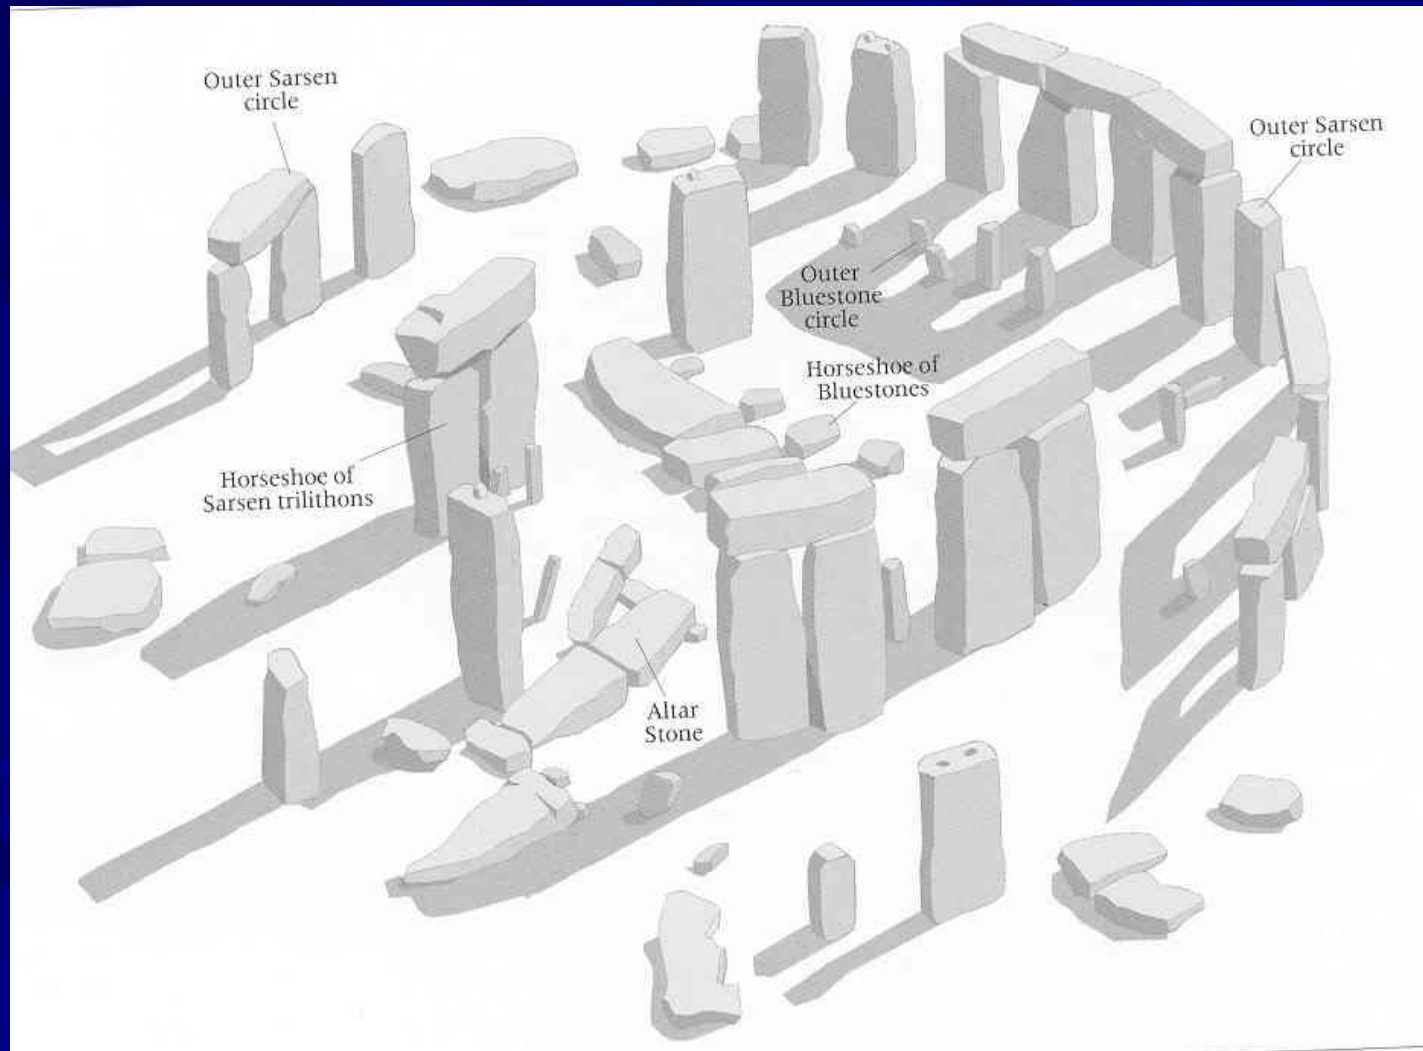 Outer Sarsen
circle
Outer Sarsen
circle
Outer
Bluestone
circle
Horseshoe of
Bluestones
Horseshoe of
Sarsen trilithons
Altar
Stone